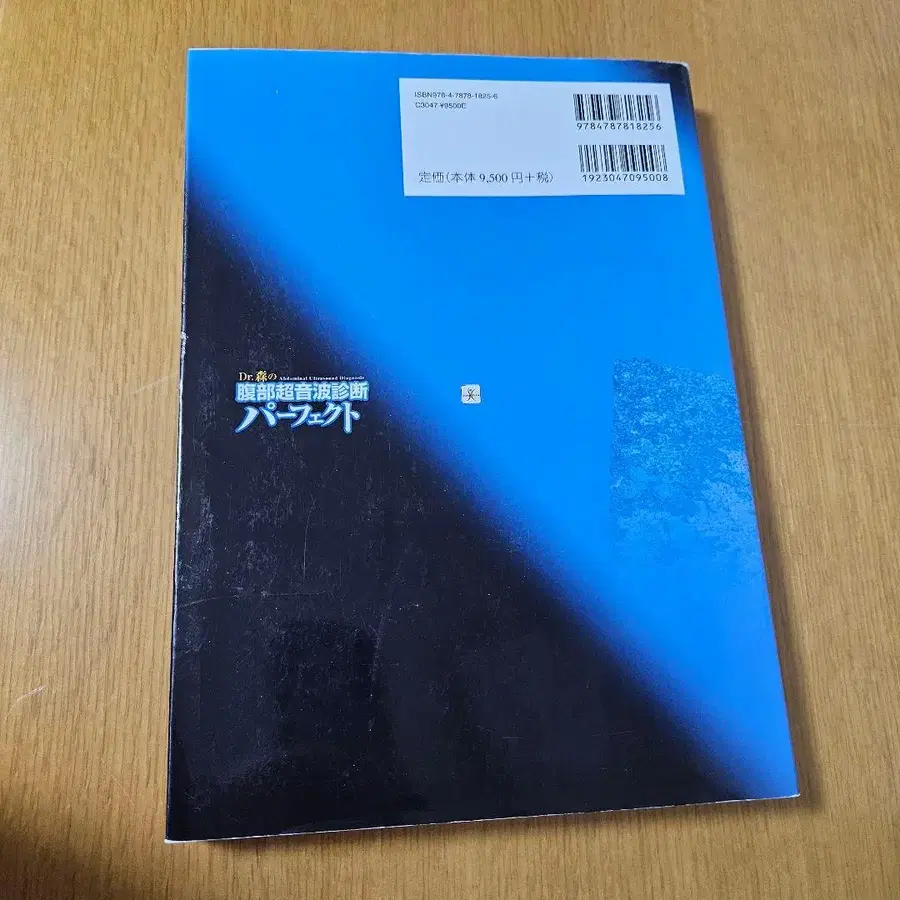 ISBN978-4-7878-1825-6
C3047 ¥9500E
9784787818256
定価(本体 9,500 円+税)
1923047095008
Dr.森の Abdominal Ultrasound Diagnosis
腹部超音波診断
パーフェクト